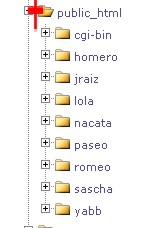 public_html
cgi-bin
homero
jraiz
lola
nacata
paseo
romeo
sascha
yabb